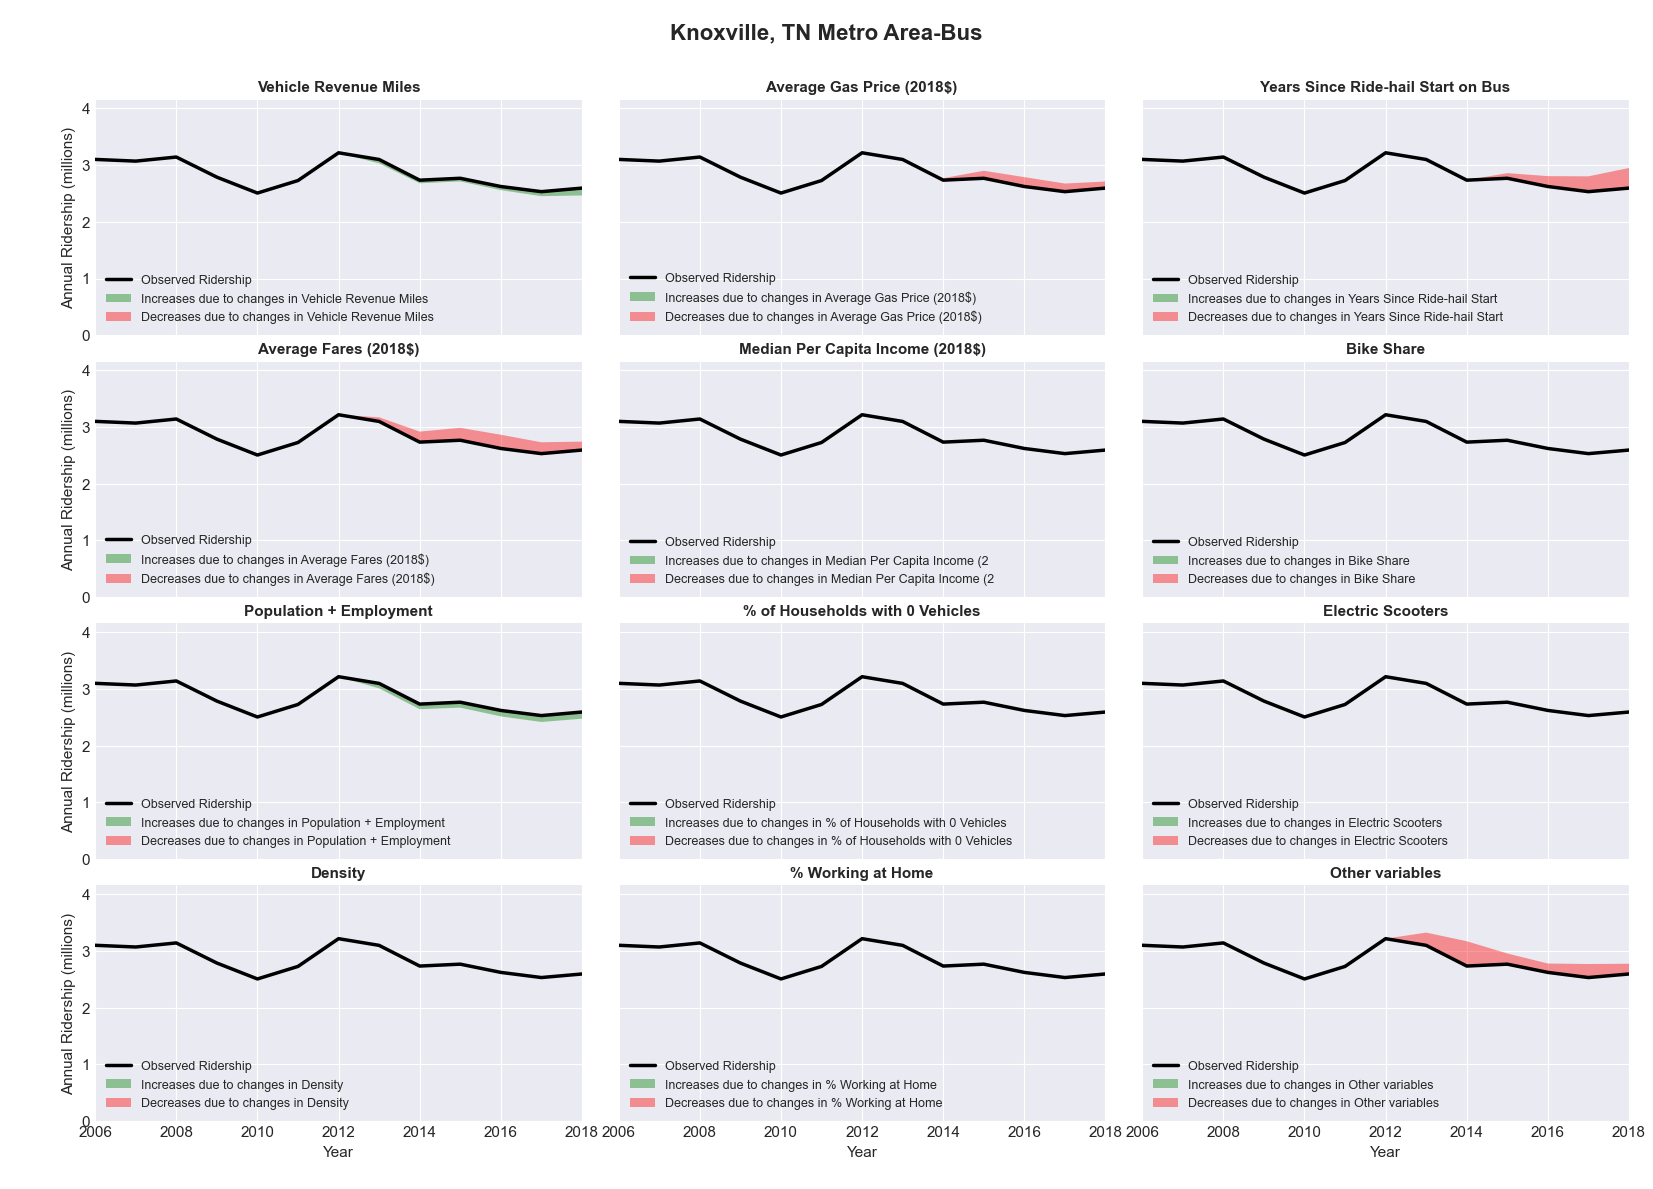 Knoxville, TN Metro Area-Bus
Vehicle Revenue Miles
Annual Ridership (millions)
4
3
2
1
0
Observed Ridership
Increases due to changes in Vehicle Revenue Miles
Decreases due to changes in Vehicle Revenue Miles
Average Gas Price (2018$)
Observed Ridership
Increases due to changes in Average Gas Price (2018$)
Decreases due to changes in Average Gas Price (2018$)
Years Since Ride-hail Start on Bus
Observed Ridership
Increases due to changes in Years Since Ride-hail Start
Decreases due to changes in Years Since Ride-hail Start
Average Fares (2018$)
Annual Ridership (millions)
4
3
2
1
0
Observed Ridership
Increases due to changes in Average Fares (2018$)
Decreases due to changes in Average Fares (2018$)
Median Per Capita Income (2018$)
Observed Ridership
Increases due to changes in Median Per Capita Income (2
Decreases due to changes in Median Per Capita Income (2
Bike Share
Observed Ridership
Increases due to changes in Bike Share
Decreases due to changes in Bike Share
Population + Employment
Annual Ridership (millions)
4
3
2
1
0
Observed Ridership
Increases due to changes in Population + Employment
Decreases due to changes in Population + Employment
% of Households with 0 Vehicles
Observed Ridership
Increases due to changes in % of Households with 0 Vehicles
Decreases due to changes in % of Households with 0 Vehicles
Electric Scooters
Observed Ridership
Increases due to changes in Electric Scooters
Decreases due to changes in Electric Scooters
Density
Annual Ridership (millions)
4
3
2
1
0
Observed Ridership
Increases due to changes in Density
Decreases due to changes in Density
2006 2008 2010 2012 2014 2016 2018
Year
% Working at Home
Observed Ridership
Increases due to changes in % Working at Home
Decreases due to changes in % Working at Home
2006 2008 2010 2012 2014 2016 2018
Year
Other variables
Observed Ridership
Increases due to changes in Other variables
Decreases due to changes in Other variables
2006 2008 2010 2012 2014 2016 2018
Year